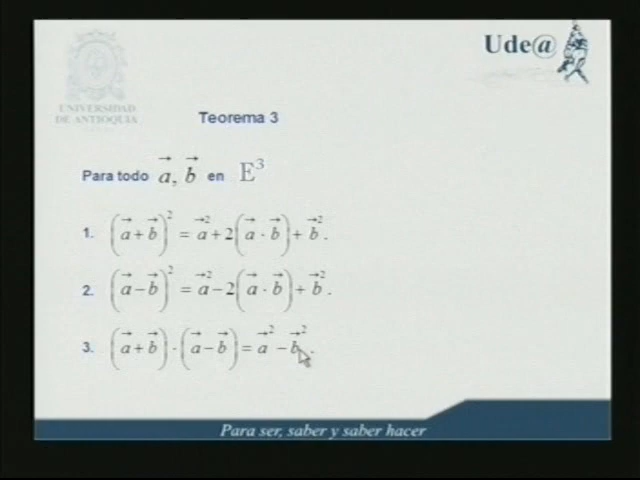 Ude@
UNIVERSIDAD
DE ANTIOQUIA
Teorema 3
Para todo a⃗, b⃗ en E³
1. (a⃗ + b⃗)² = a⃗² + 2(a⃗ · b⃗) + b⃗².
2. (a⃗ − b⃗)² = a⃗² − 2(a⃗ · b⃗) + b⃗².
3. (a⃗ + b⃗) · (a⃗ − b⃗) = a⃗² − b⃗².
Para ser, saber y saber hacer